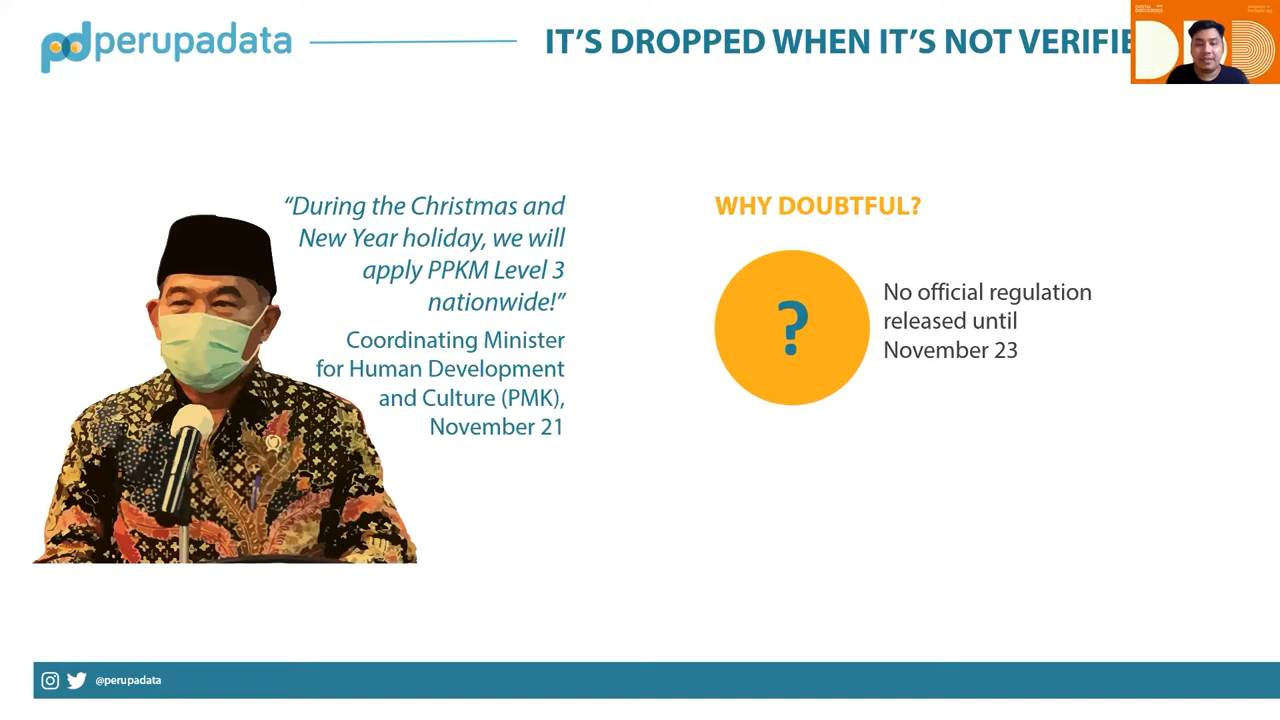 perupadata
IT'S DROPPED WHEN IT'S NOT VERIFIE
“During the Christmas and
New Year holiday, we will
apply PPKM Level 3
nationwide!”
Coordinating Minister
for Human Development
and Culture (PMK),
November 21
WHY DOUBTFUL?
?
No official regulation
released until
November 23
@perupadata